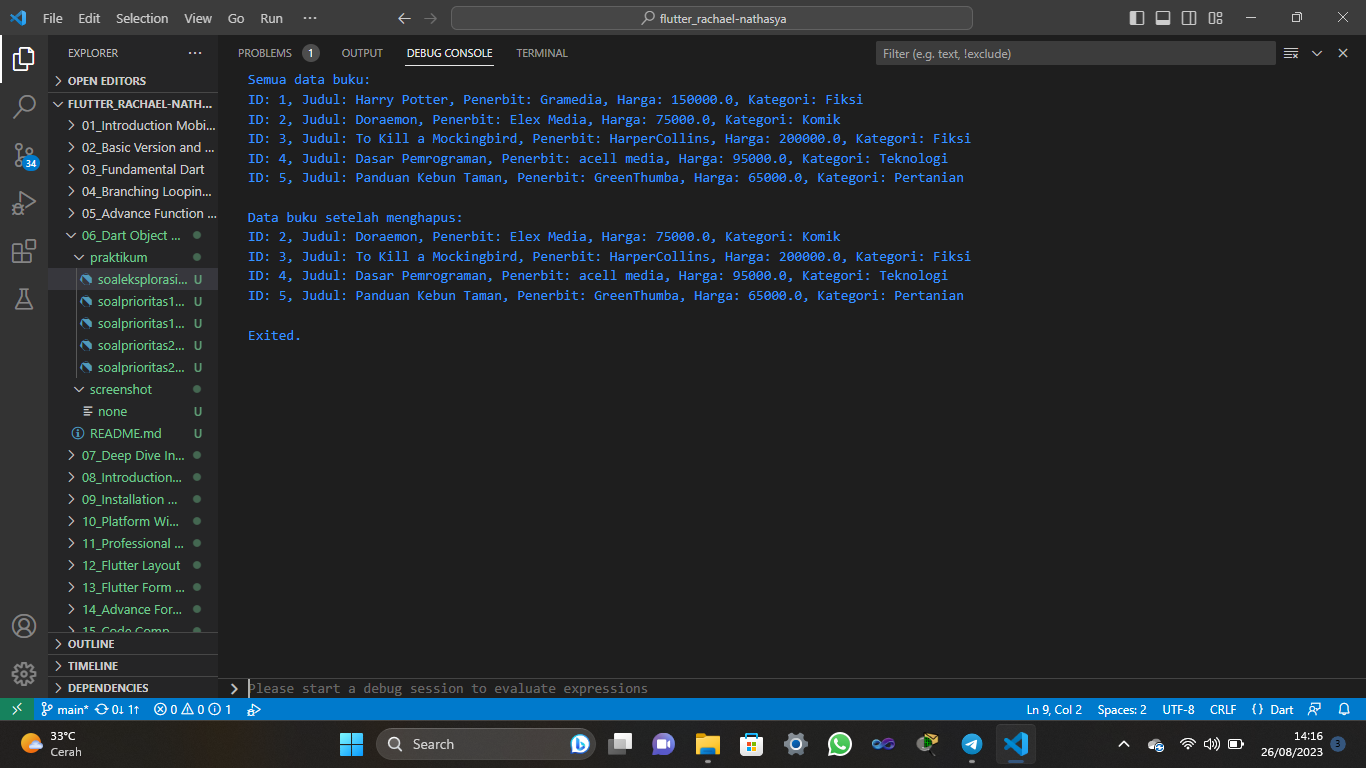 File Edit Selection View Go Run ···
flutter_rachael-nathasya
EXPLORER ···
OPEN EDITORS
FLUTTER_RACHAEL-NATH...
01_Introduction Mobi...
02_Basic Version and ...
03_Fundamental Dart
04_Branching Loopin...
05_Advance Function ...
06_Dart Object ...
praktikum
soaleksplorasi... U
soalprioritas1... U
soalprioritas1... U
soalprioritas2... U
soalprioritas2... U
screenshot
none U
README.md U
07_Deep Dive In...
08_Introduction...
09_Installation ...
10_Platform Wi...
11_Professional ...
12_Flutter Layout
13_Flutter Form ...
14_Advance For...
15_Code Comp...
OUTLINE
TIMELINE
DEPENDENCIES
34
PROBLEMS 1 OUTPUT DEBUG CONSOLE TERMINAL
Filter (e.g. text, !exclude)
Semua data buku:
ID: 1, Judul: Harry Potter, Penerbit: Gramedia, Harga: 150000.0, Kategori: Fiksi
ID: 2, Judul: Doraemon, Penerbit: Elex Media, Harga: 75000.0, Kategori: Komik
ID: 3, Judul: To Kill a Mockingbird, Penerbit: HarperCollins, Harga: 200000.0, Kategori: Fiksi
ID: 4, Judul: Dasar Pemrograman, Penerbit: acell media, Harga: 95000.0, Kategori: Teknologi
ID: 5, Judul: Panduan Kebun Taman, Penerbit: GreenThumba, Harga: 65000.0, Kategori: Pertanian
Data buku setelah menghapus:
ID: 2, Judul: Doraemon, Penerbit: Elex Media, Harga: 75000.0, Kategori: Komik
ID: 3, Judul: To Kill a Mockingbird, Penerbit: HarperCollins, Harga: 200000.0, Kategori: Fiksi
ID: 4, Judul: Dasar Pemrograman, Penerbit: acell media, Harga: 95000.0, Kategori: Teknologi
ID: 5, Judul: Panduan Kebun Taman, Penerbit: GreenThumba, Harga: 65000.0, Kategori: Pertanian
Exited.
Please start a debug session to evaluate expressions
main* 0↓ 1↑ 0 0 1 Ln 9, Col 2 Spaces: 2 UTF-8 CRLF {} Dart
33°C
Cerah
Search
14:16
26/08/2023
3